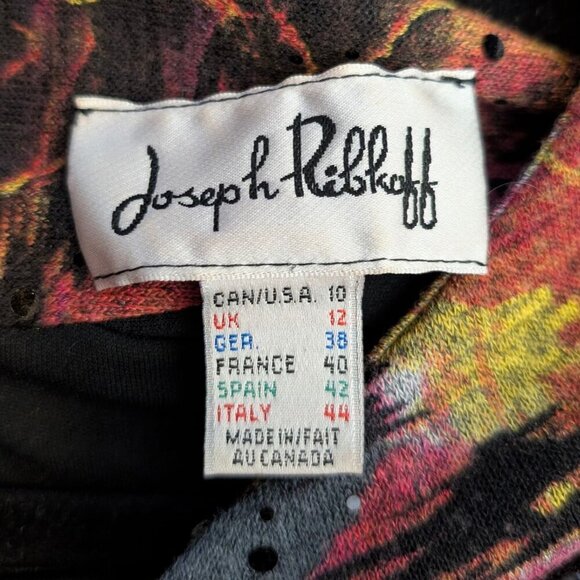 Joseph Ribkoff
CAN/U.S.A. 10
UK 12
GER. 38
FRANCE 40
SPAIN 42
ITALY 44
MADE IN/FAIT
AU CANADA